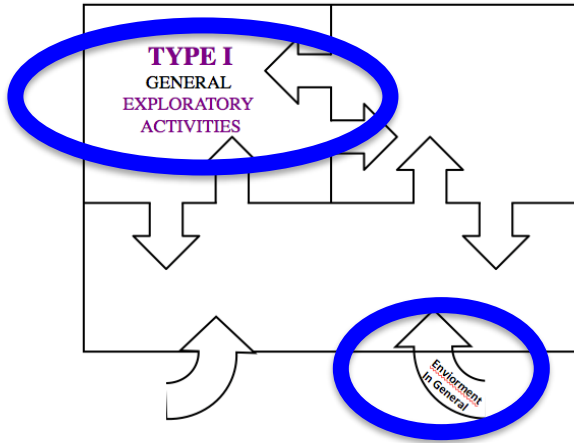 TYPE I
GENERAL
EXPLORATORY
ACTIVITIES
Enviorment
In General